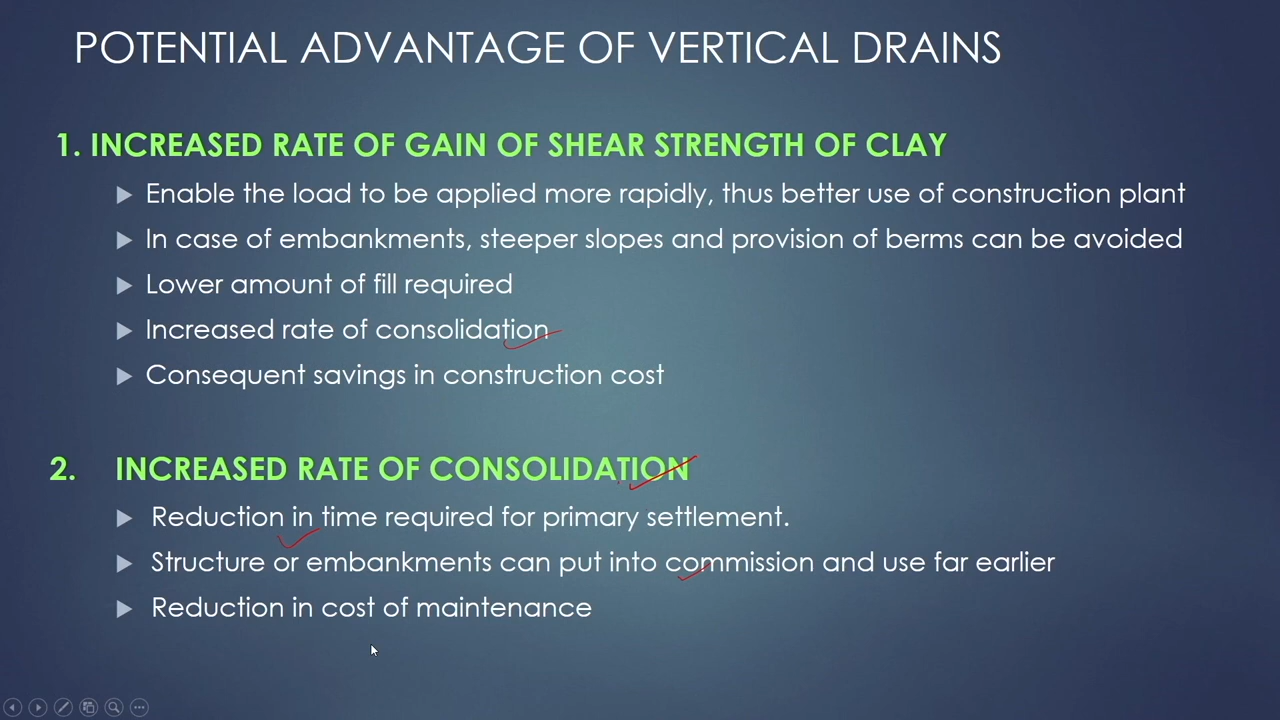 POTENTIAL ADVANTAGE OF VERTICAL DRAINS
1. INCREASED RATE OF GAIN OF SHEAR STRENGTH OF CLAY
Enable the load to be applied more rapidly, thus better use of construction plant
In case of embankments, steeper slopes and provision of berms can be avoided
Lower amount of fill required
Increased rate of consolidation
Consequent savings in construction cost
2. INCREASED RATE OF CONSOLIDATION
Reduction in time required for primary settlement.
Structure or embankments can put into commission and use far earlier
Reduction in cost of maintenance